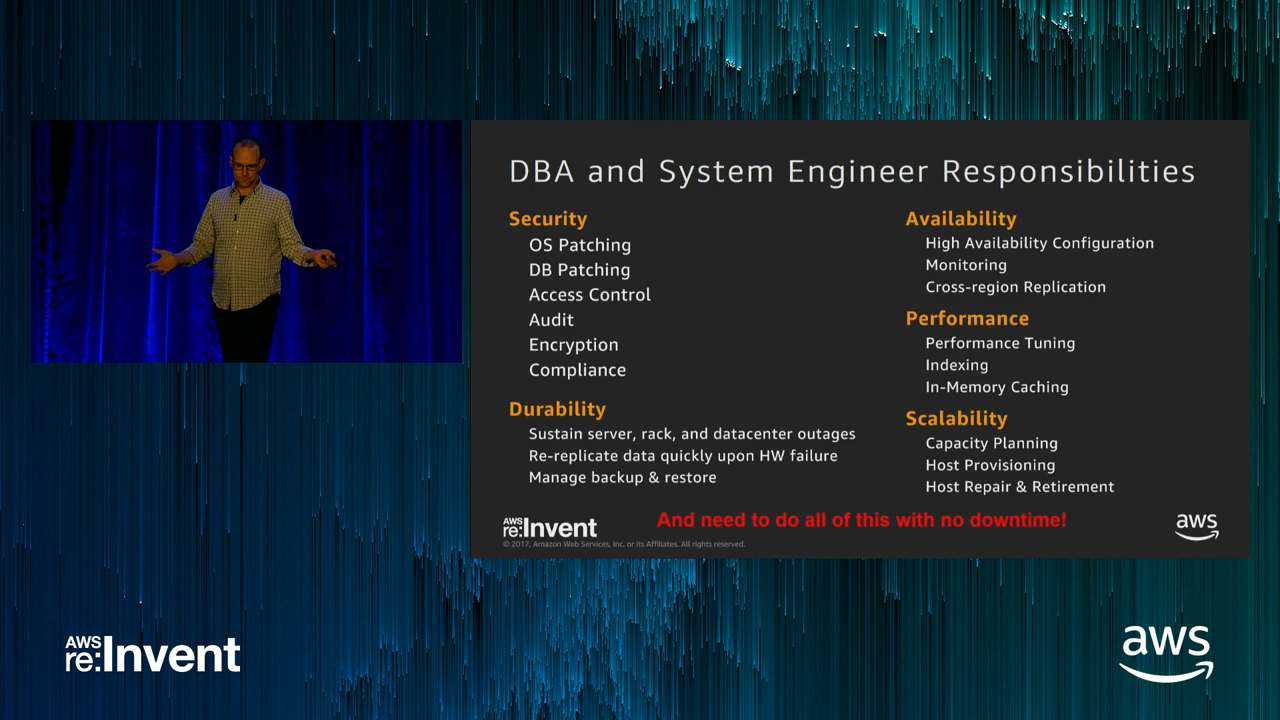 DBA and System Engineer Responsibilities
Security
OS Patching
DB Patching
Access Control
Audit
Encryption
Compliance
Durability
Sustain server, rack, and datacenter outages
Re-replicate data quickly upon HW failure
Manage backup & restore
Availability
High Availability Configuration
Monitoring
Cross-region Replication
Performance
Performance Tuning
Indexing
In-Memory Caching
Scalability
Capacity Planning
Host Provisioning
Host Repair & Retirement
And need to do all of this with no downtime!
AWS
re:Invent
© 2017, Amazon Web Services, Inc. or its Affiliates. All rights reserved.
aws
AWS
re:Invent
aws